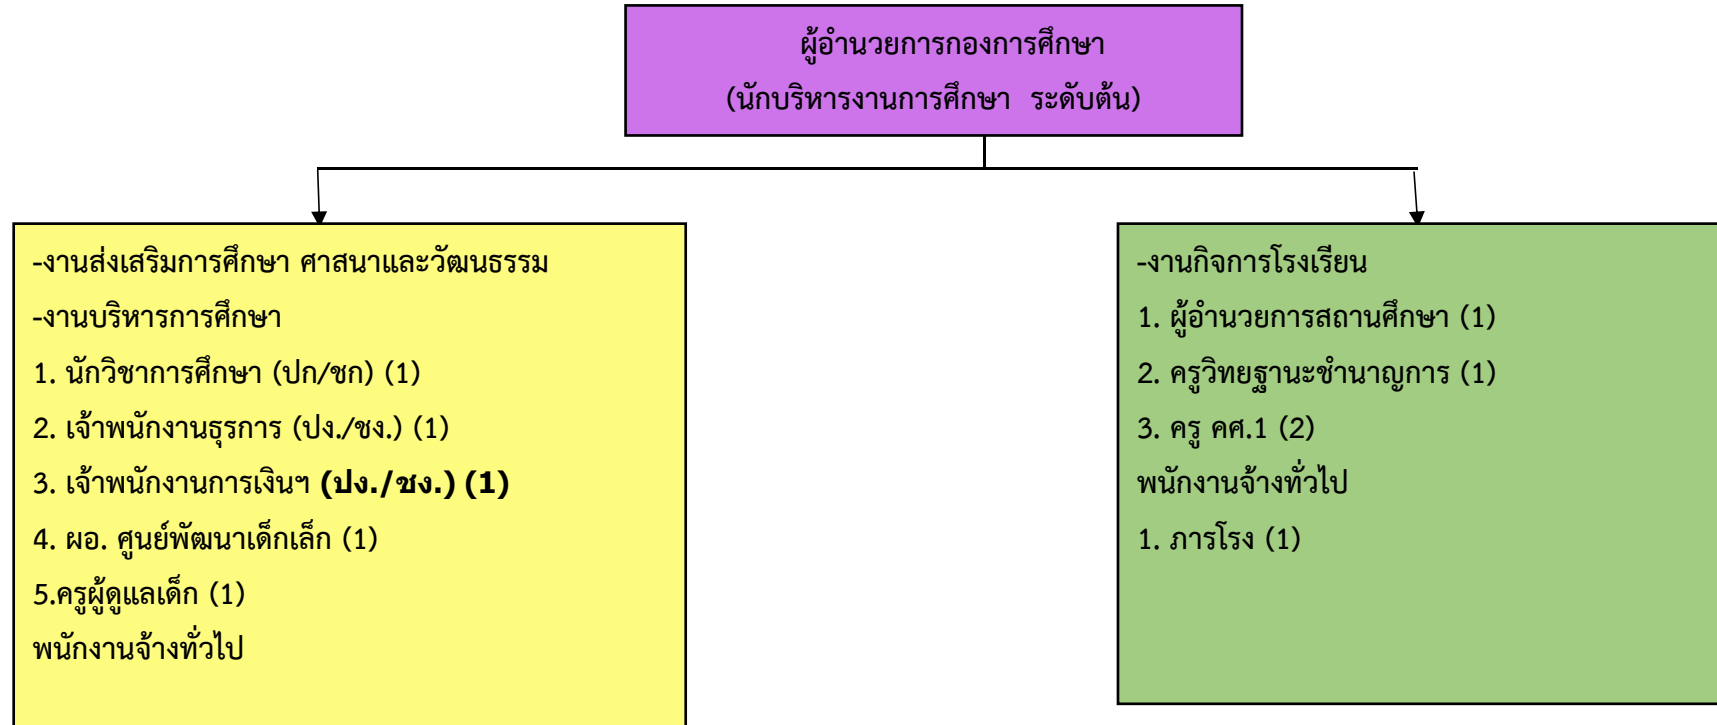 ผู้อำนวยการกองการศึกษา
(นักบริหารงานการศึกษา ระดับต้น)
-งานส่งเสริมการศึกษา ศาสนาและวัฒนธรรม
-งานบริหารการศึกษา
1. นักวิชาการศึกษา (ปก/ชก) (1)
2. เจ้าพนักงานธุรการ (ปง./ชง.) (1)
3. เจ้าพนักงานการเงินฯ (ปง./ชง.) (1)
4. ผอ. ศูนย์พัฒนาเด็กเล็ก (1)
5.ครูผู้ดูแลเด็ก (1)
พนักงานจ้างทั่วไป
-งานกิจการโรงเรียน
1. ผู้อำนวยการสถานศึกษา (1)
2. ครูวิทยฐานะชำนาญการ (1)
3. ครู คศ.1 (2)
พนักงานจ้างทั่วไป
1. ภารโรง (1)